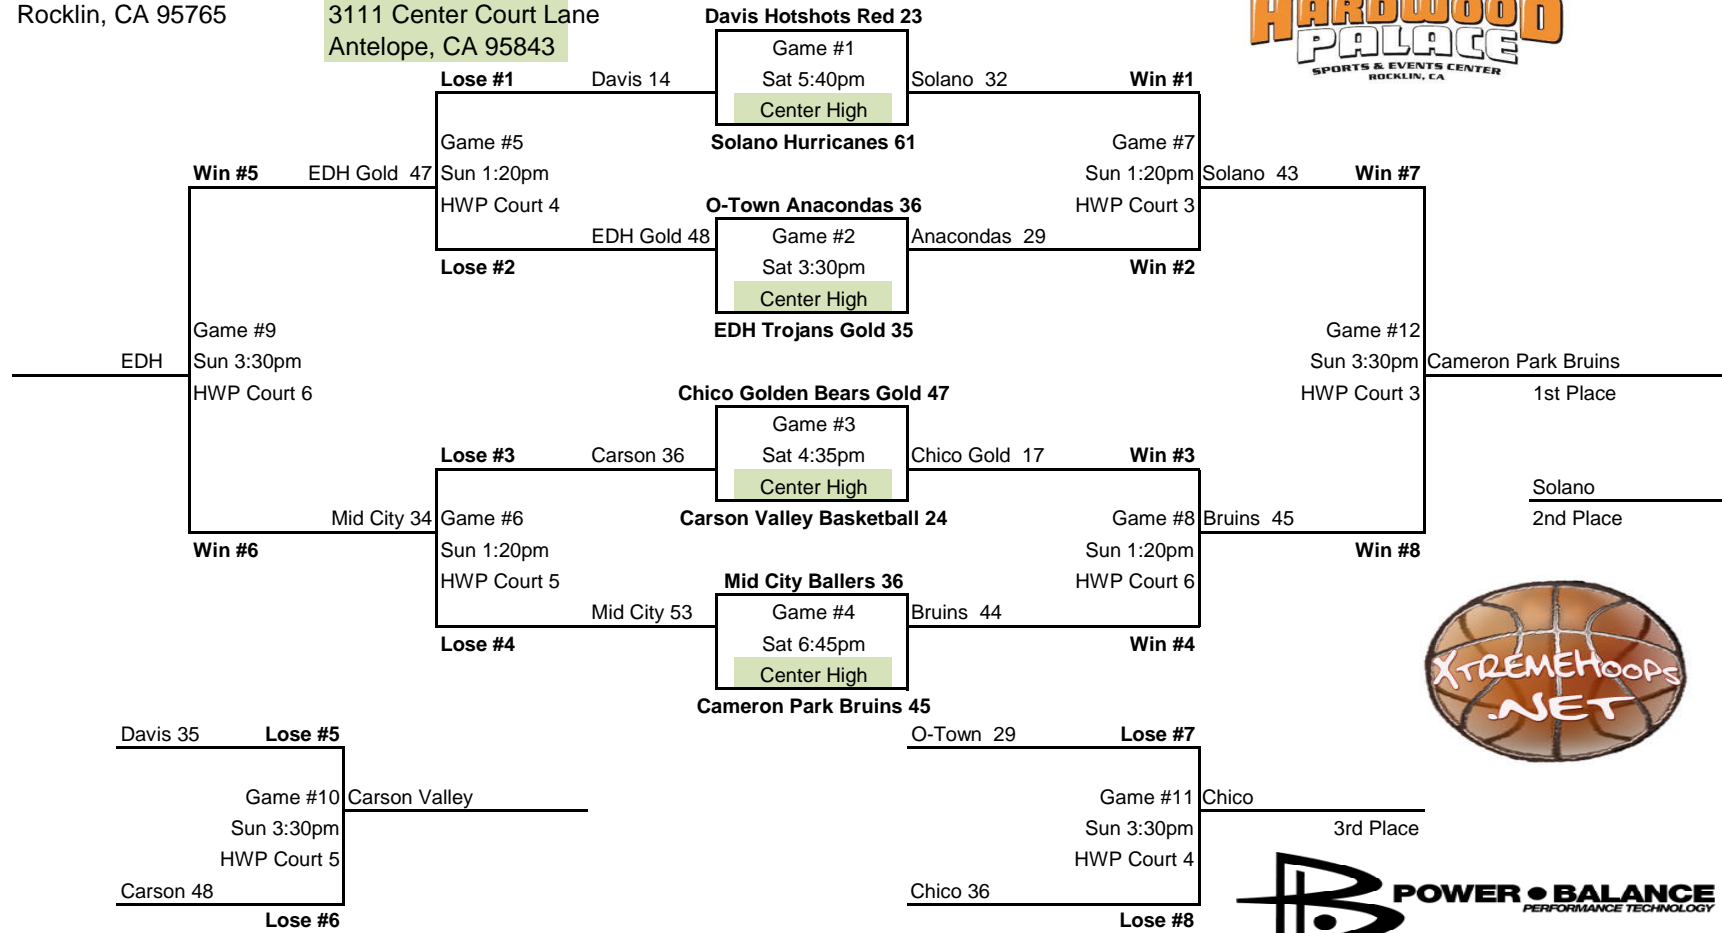 Rocklin, CA 95765
3111 Center Court Lane
Antelope, CA 95843
HARDWOOD
PALACE
SPORTS & EVENTS CENTER
ROCKLIN, CA
Davis Hotshots Red 23
Game #1
Lose #1 Davis 14 Sat 5:40pm Solano 32 Win #1
Center High
Game #5 Solano Hurricanes 61 Game #7
Win #5 EDH Gold 47 Sun 1:20pm Sun 1:20pm Solano 43 Win #7
HWP Court 4 O-Town Anacondas 36 HWP Court 3
EDH Gold 48 Game #2 Anacondas 29
Lose #2 Sat 3:30pm Win #2
Center High
Game #9 EDH Trojans Gold 35 Game #12
EDH Sun 3:30pm Sun 3:30pm Cameron Park Bruins
HWP Court 6 Chico Golden Bears Gold 47 HWP Court 3 1st Place
Game #3
Lose #3 Carson 36 Sat 4:35pm Chico Gold 17 Win #3
Center High Solano
Mid City 34 Game #6 Carson Valley Basketball 24 Game #8 Bruins 45 2nd Place
Win #6 Sun 1:20pm Sun 1:20pm Win #8
HWP Court 5 Mid City Ballers 36 HWP Court 6
Mid City 53 Game #4 Bruins 44
Lose #4 Sat 6:45pm Win #4
Center High
XTREMEHOOPS
.NET
Cameron Park Bruins 45
Davis 35 Lose #5 O-Town 29 Lose #7
Game #10 Carson Valley Game #11 Chico
Sun 3:30pm Sun 3:30pm 3rd Place
HWP Court 5 HWP Court 4
Carson 48 Chico 36
POWER BALANCE
PERFORMANCE TECHNOLOGY
Lose #6 Lose #8